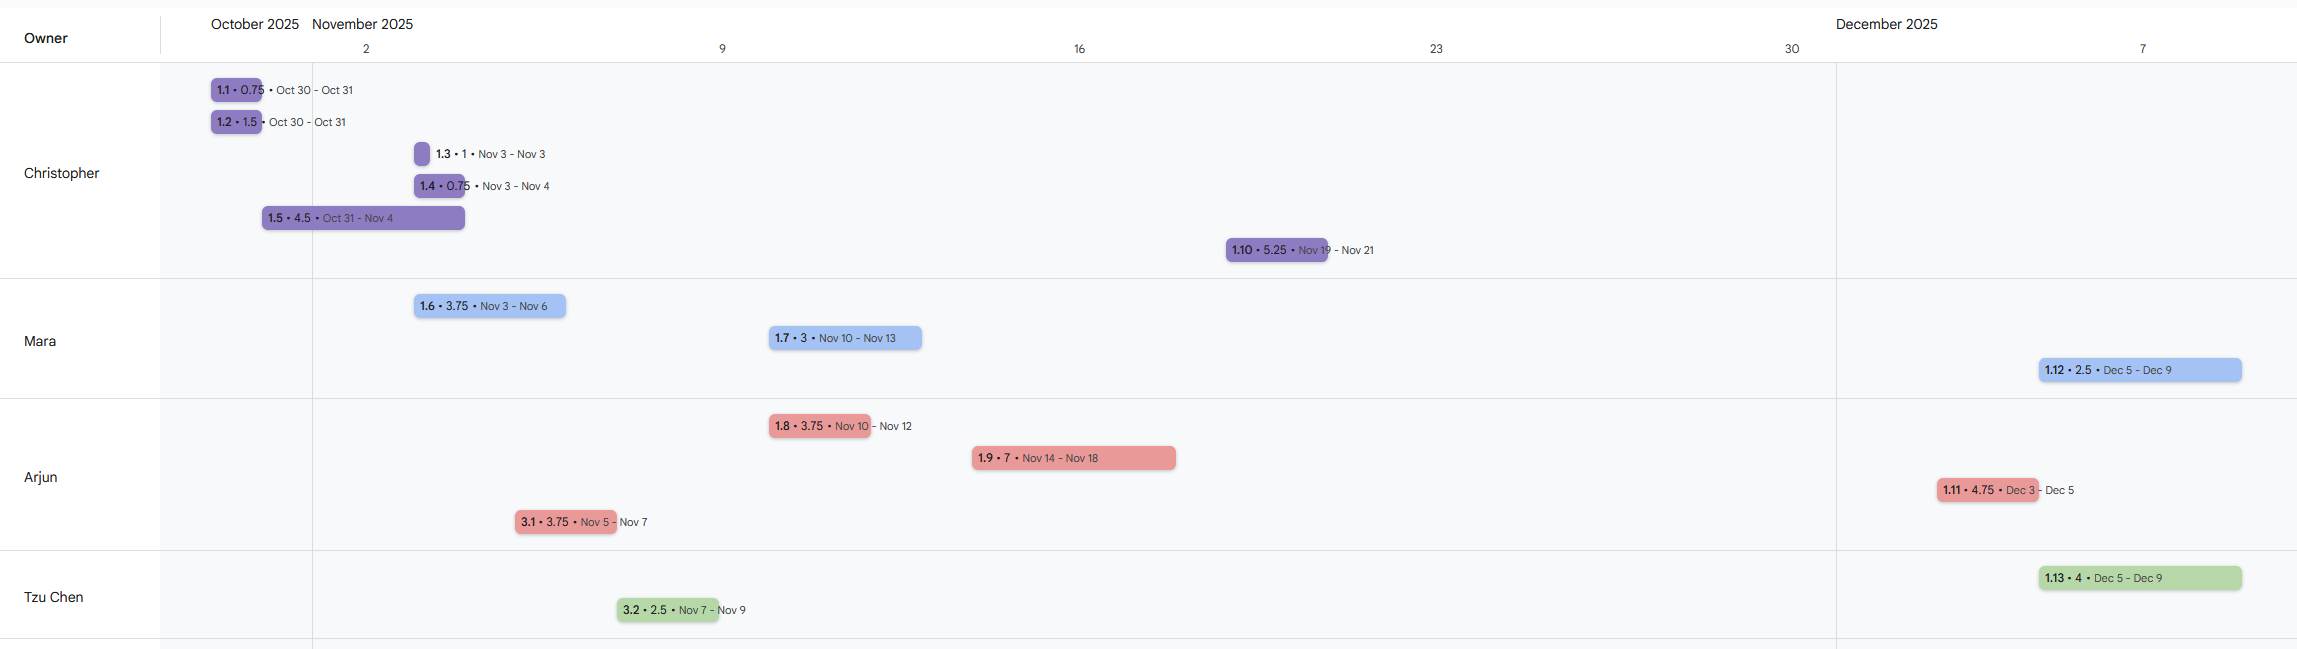 October 2025 November 2025 December 2025
Owner
2 9 16 23 30 7
1.1 • 0.75 • Oct 30 - Oct 31
1.2 • 1.5 • Oct 30 - Oct 31
1.3 • 1 • Nov 3 - Nov 3
Christopher
1.4 • 0.75 • Nov 3 - Nov 4
1.5 • 4.5 • Oct 31 - Nov 4
1.10 • 5.25 • Nov 19 - Nov 21
1.6 • 3.75 • Nov 3 - Nov 6
Mara
1.7 • 3 • Nov 10 - Nov 13
1.12 • 2.5 • Dec 5 - Dec 9
1.8 • 3.75 • Nov 10 - Nov 12
1.9 • 7 • Nov 14 - Nov 18
Arjun
1.11 • 4.75 • Dec 3 - Dec 5
3.1 • 3.75 • Nov 5 - Nov 7
1.13 • 4 • Dec 5 - Dec 9
Tzu Chen
3.2 • 2.5 • Nov 7 - Nov 9